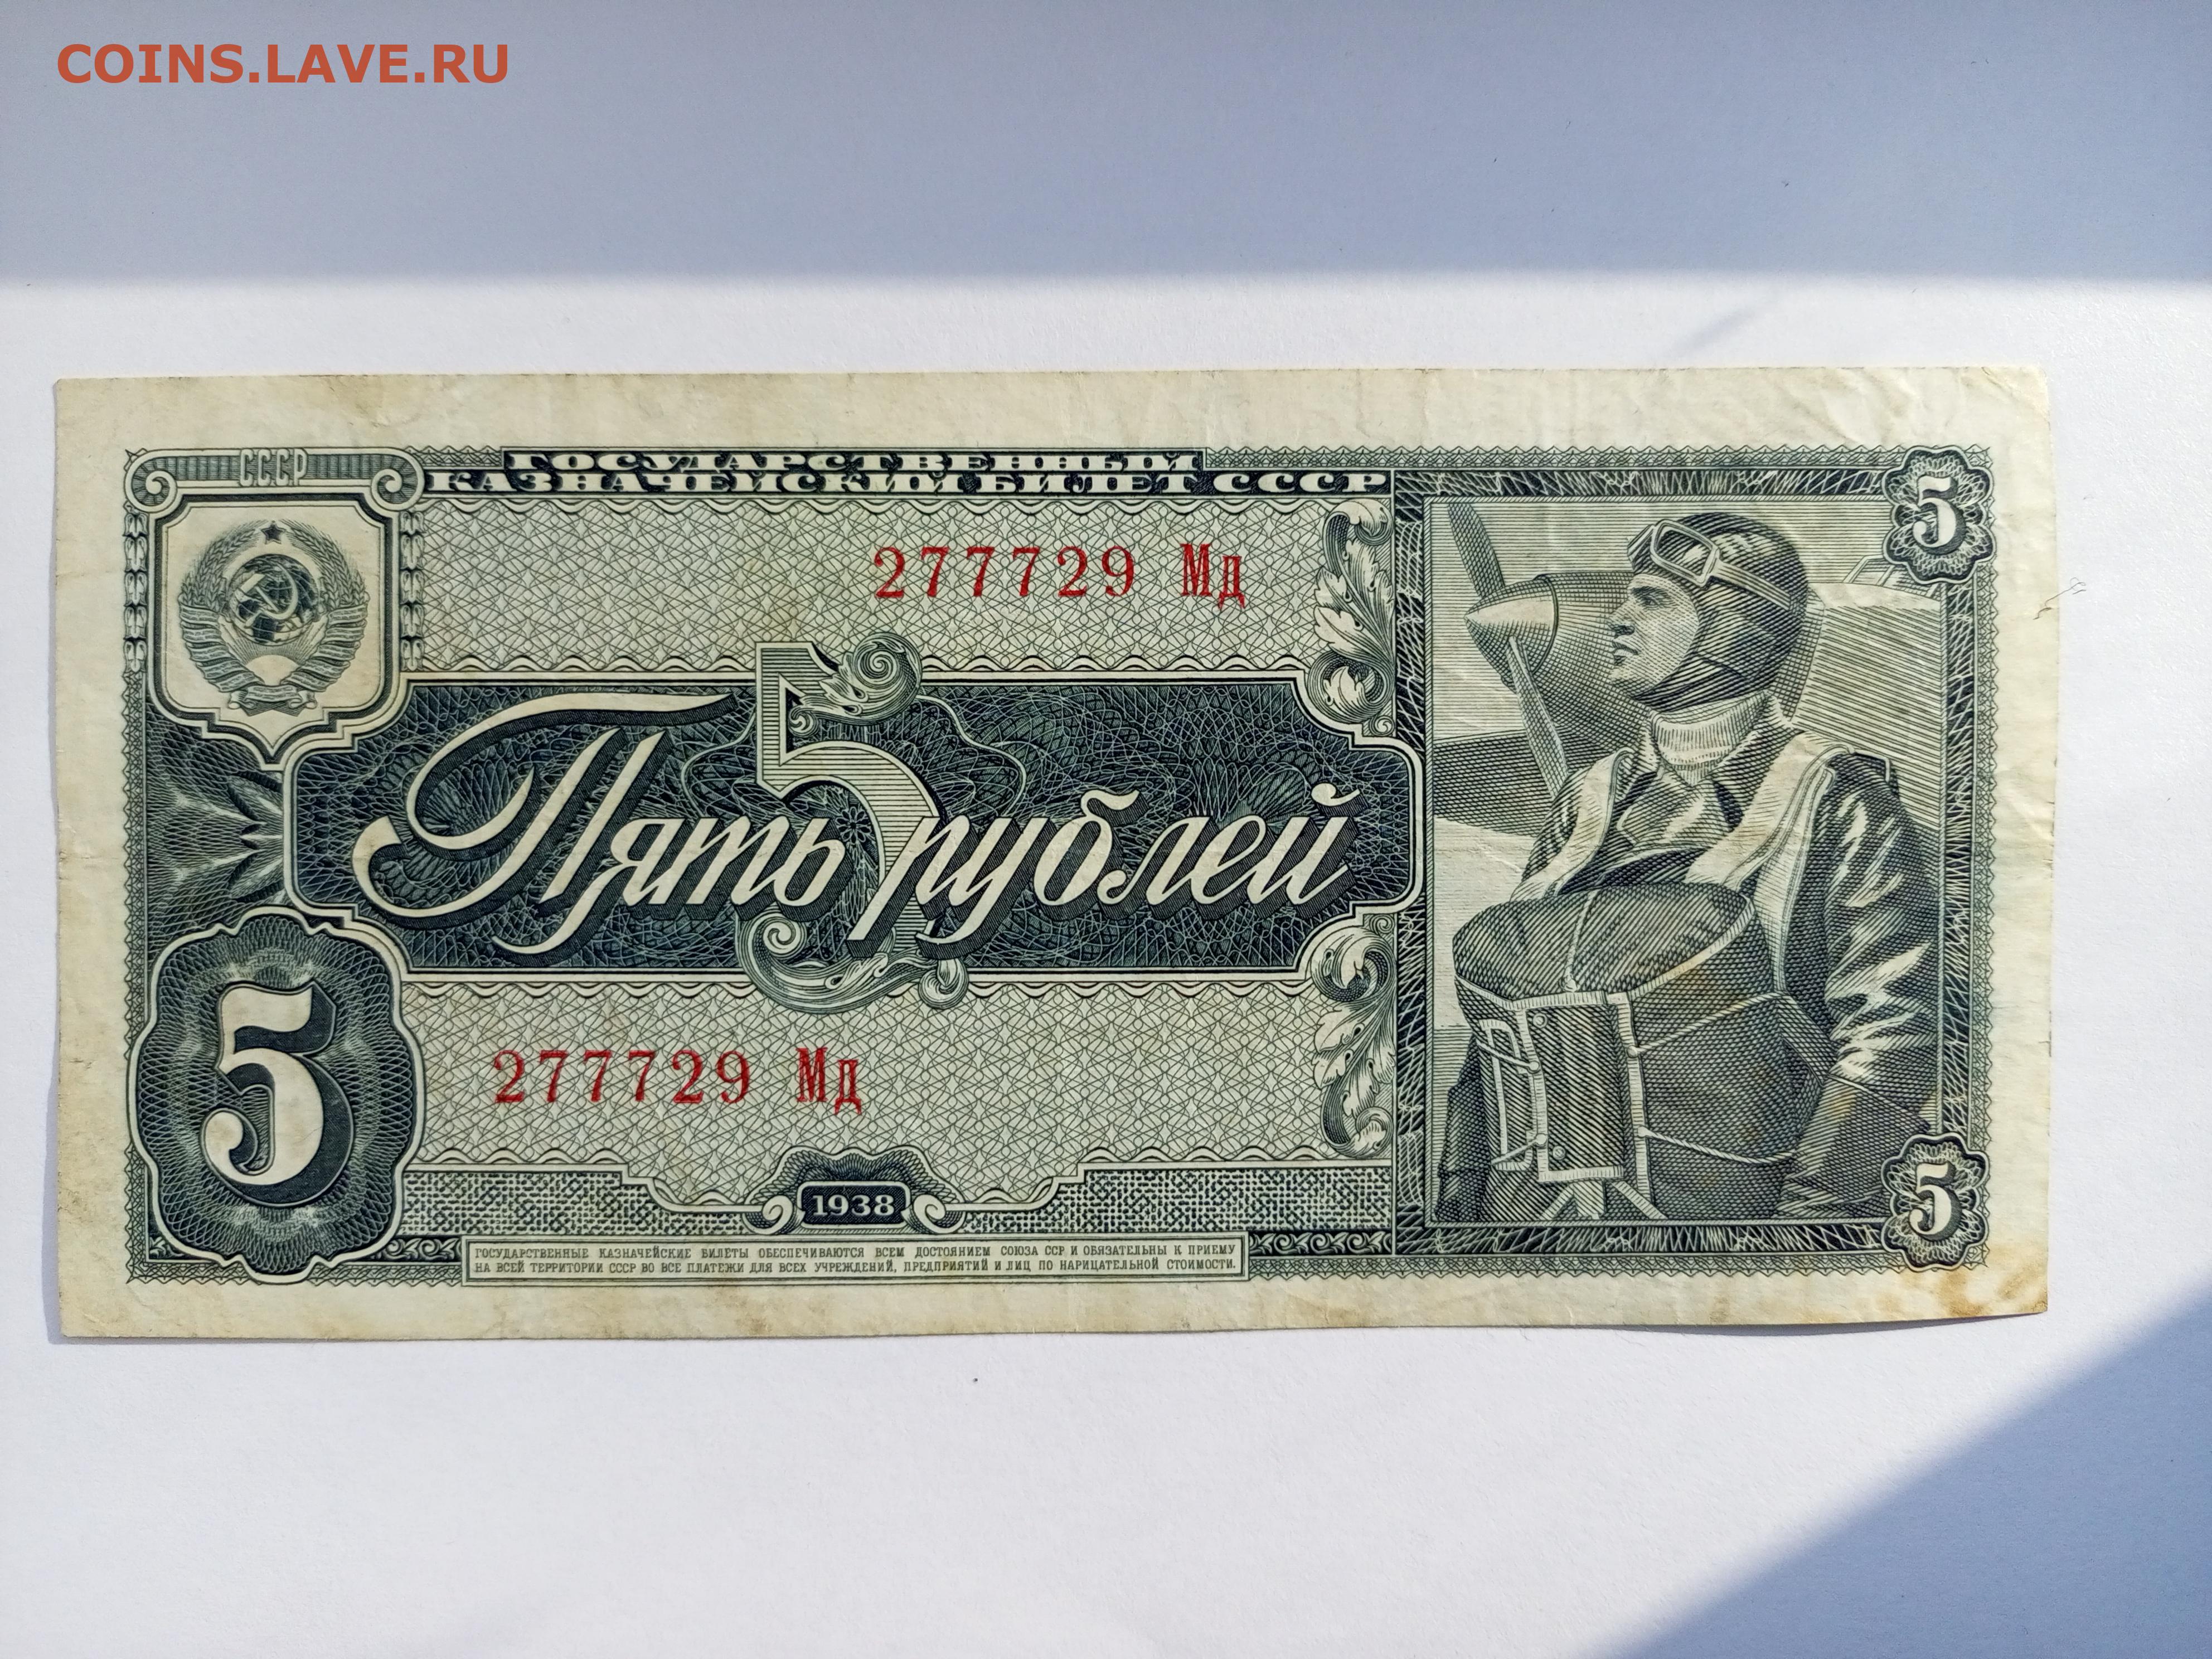 COINS.LAVE.RU
СССР
ГОСУДАРСТВЕННЫЙ
КАЗНАЧЕЙСКИЙ БИЛЕТ СССР
5
277729 Мд
5
Пять рублей
5
277729 Мд
1938
5
ГОСУДАРСТВЕННЫЕ КАЗНАЧЕЙСКИЕ БИЛЕТЫ ОБЕСПЕЧИВАЮТСЯ ВСЕМ ДОСТОЯНИЕМ СОЮЗА ССР И ОБЯЗАТЕЛЬНЫ К ПРИЕМУ
НА ВСЕЙ ТЕРРИТОРИИ СССР ВО ВСЕ ПЛАТЕЖИ ДЛЯ ВСЕХ УЧРЕЖДЕНИЙ, ПРЕДПРИЯТИЙ И ЛИЦ ПО НАРИЦАТЕЛЬНОЙ СТОИМОСТИ.